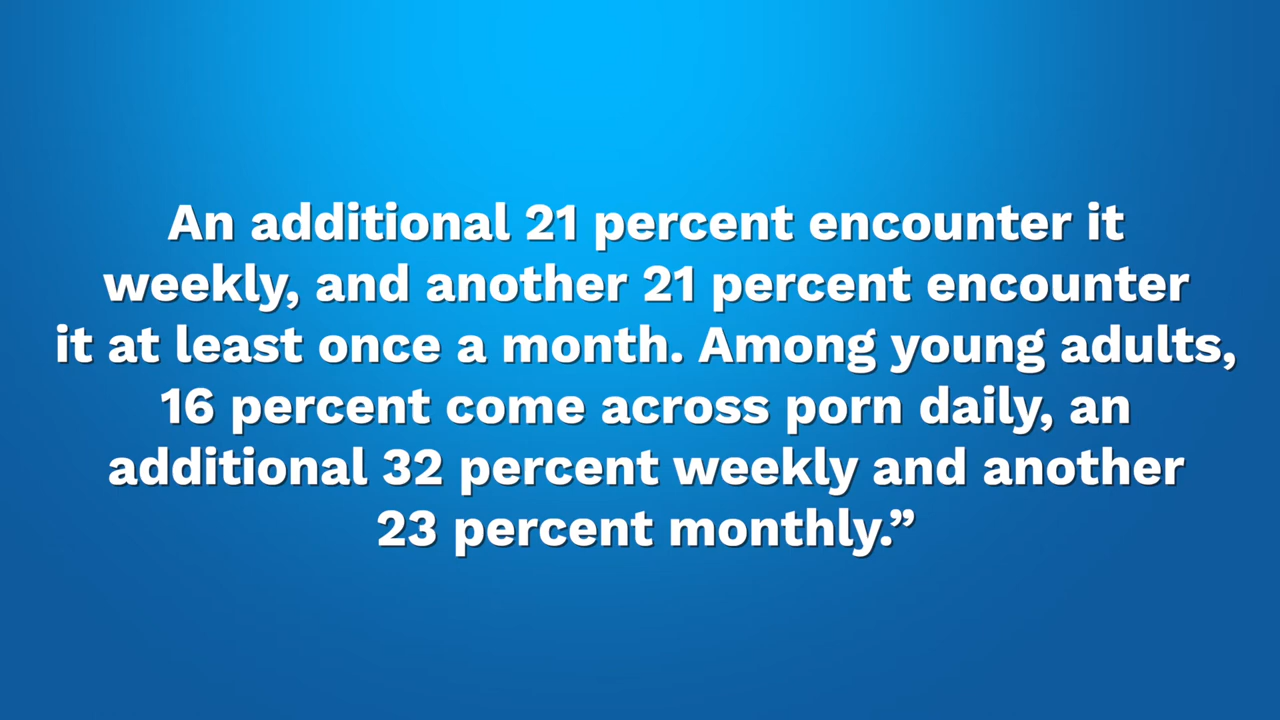 An additional 21 percent encounter it
weekly, and another 21 percent encounter
it at least once a month. Among young adults,
16 percent come across porn daily, an
additional 32 percent weekly and another
23 percent monthly.”